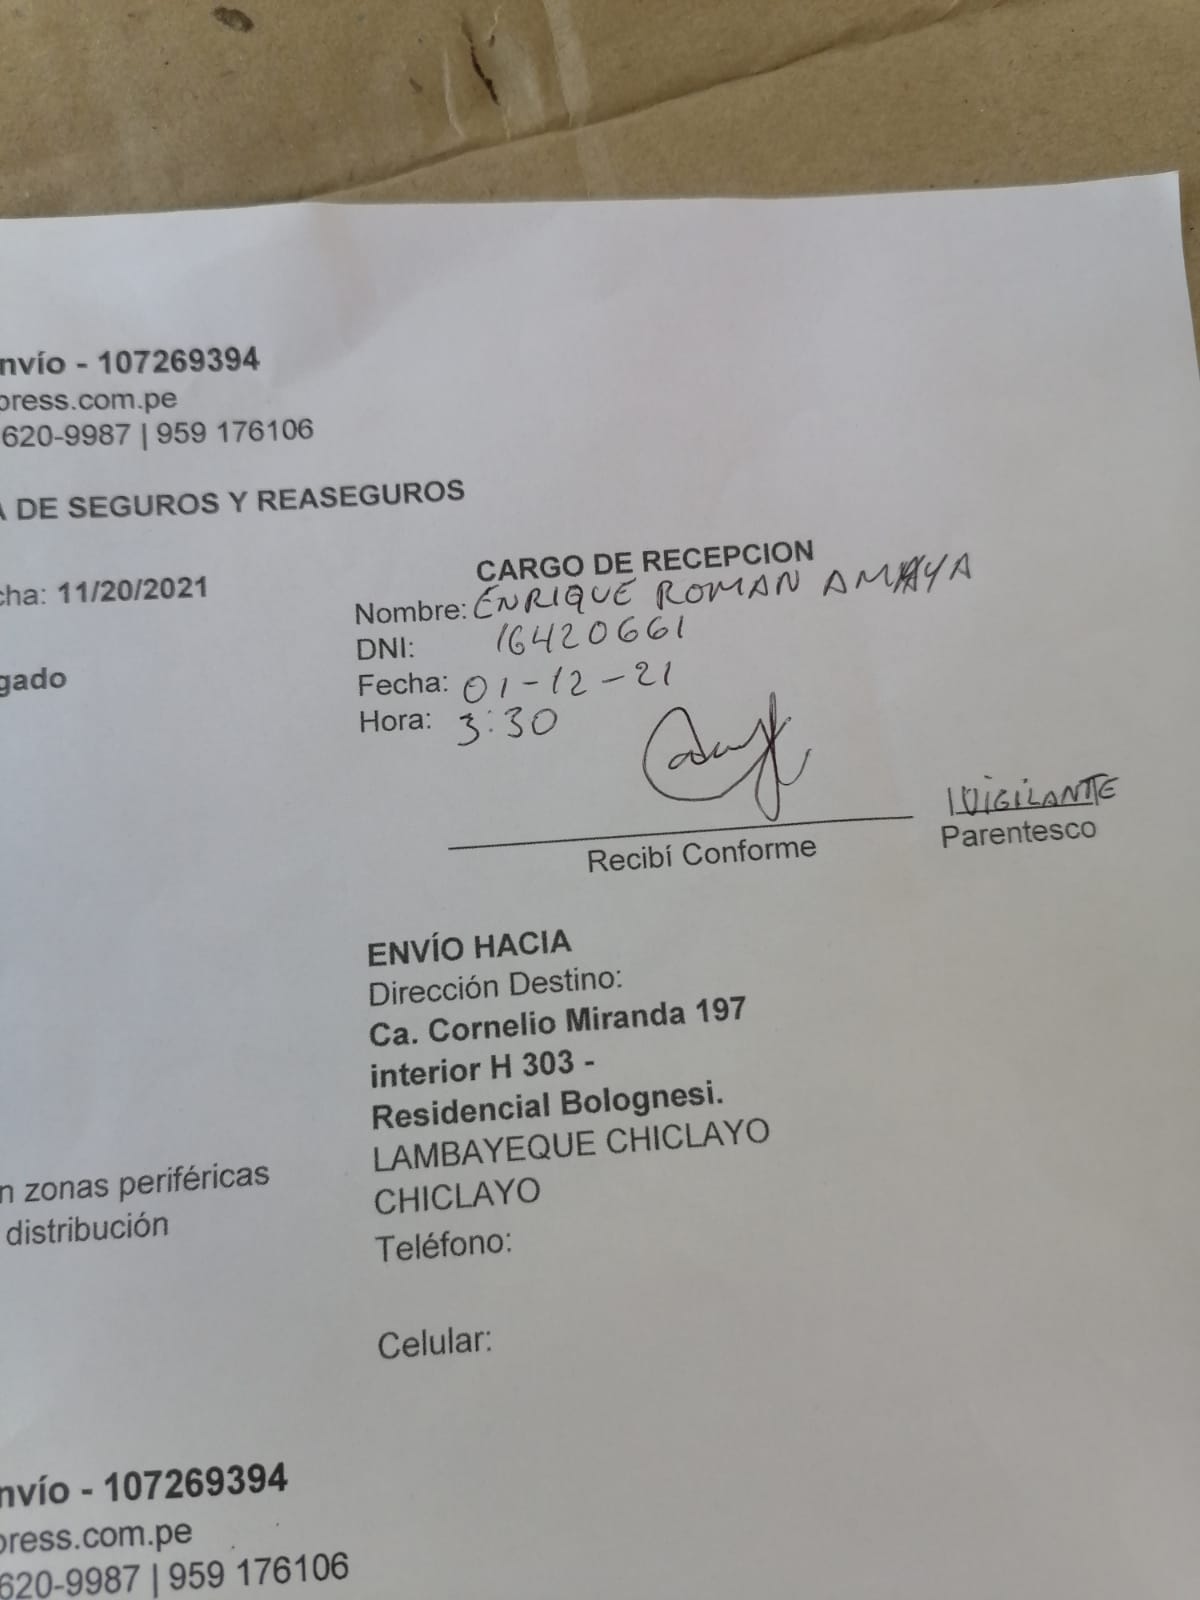 nvío - 107269394
press.com.pe
620-9987 | 959 176106
A DE SEGUROS Y REASEGUROS
cha: 11/20/2021
gado
CARGO DE RECEPCION
Nombre: ENRIQUE ROMAN AMAYA
DNI: 16420661
Fecha: 01-12-21
Hora: 3:30
VIGILANTE
Recibí Conforme
Parentesco
ENVÍO HACIA
Dirección Destino:
Ca. Cornelio Miranda 197
interior H 303 -
Residencial Bolognesi.
LAMBAYEQUE CHICLAYO
CHICLAYO
Teléfono:
Celular:
n zonas periféricas
distribución
nvío - 107269394
press.com.pe
620-9987 | 959 176106